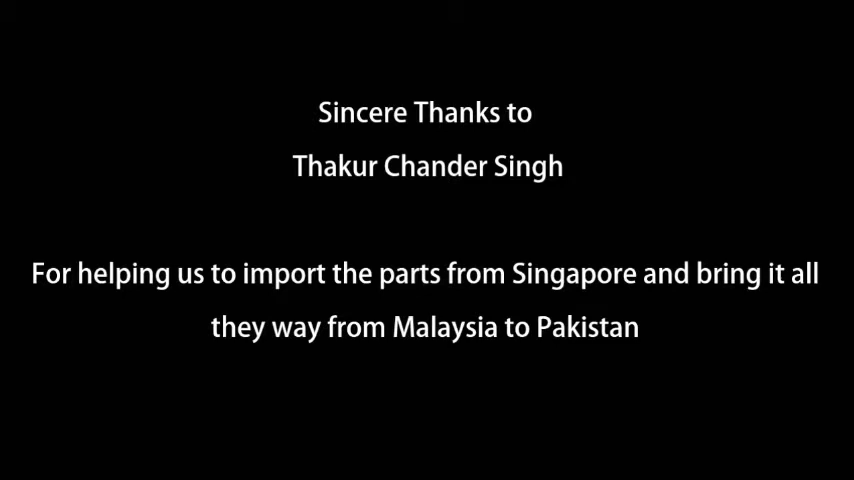 Sincere Thanks to
Thakur Chander Singh
For helping us to import the parts from Singapore and bring it all
they way from Malaysia to Pakistan